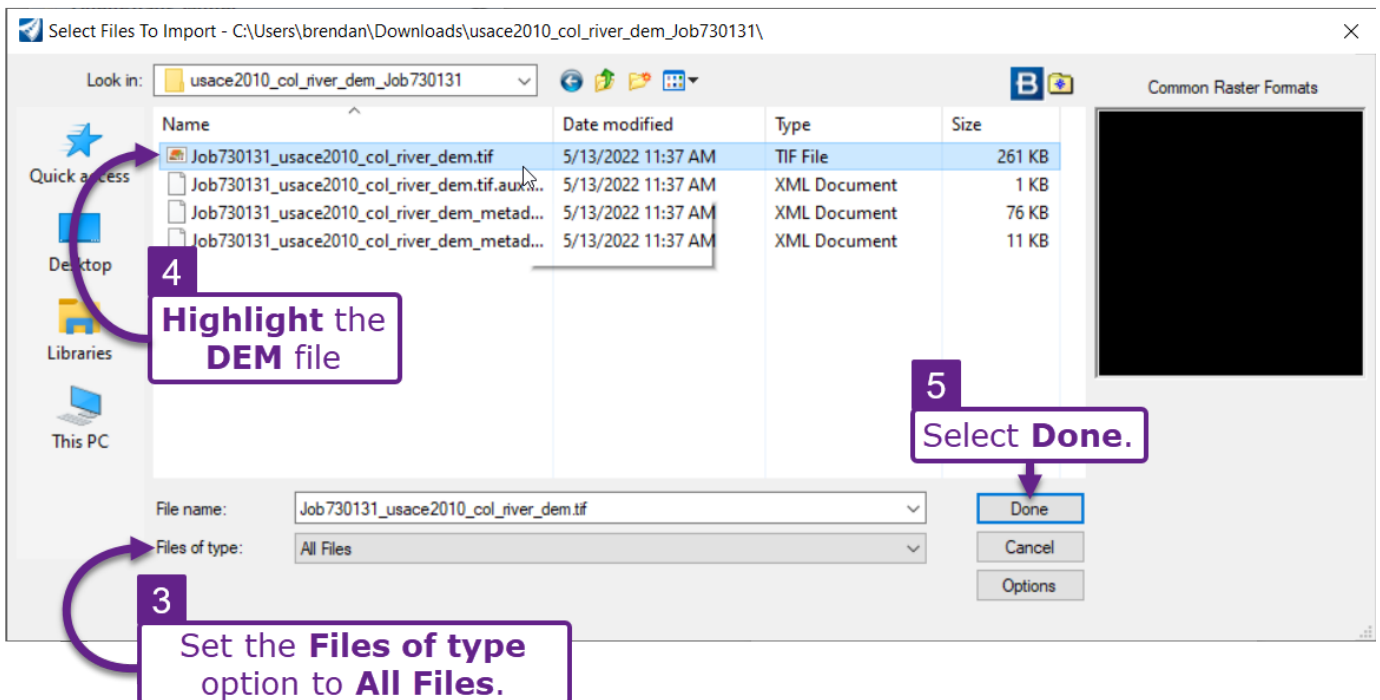 Select Files To Import - C:\Users\brendan\Downloads\usace2010_col_river_dem_Job730131\
Look in: usace2010_col_river_dem_Job730131
B
Common Raster Formats
Name Date modified Type Size
Job730131_usace2010_col_river_dem.tif 5/13/2022 11:37 AM TIF File 261 KB
Job730131_usace2010_col_river_dem.tif.aux.... 5/13/2022 11:37 AM XML Document 1 KB
Job730131_usace2010_col_river_dem_metad... 5/13/2022 11:37 AM XML Document 76 KB
Job730131_usace2010_col_river_dem_metad... 5/13/2022 11:37 AM XML Document 11 KB
Quick access
Desktop
Libraries
This PC
4
Highlight the
DEM file
5
Select Done.
File name: Job730131_usace2010_col_river_dem.tif Done
Files of type: All Files Cancel
Options
3
Set the Files of type
option to All Files.